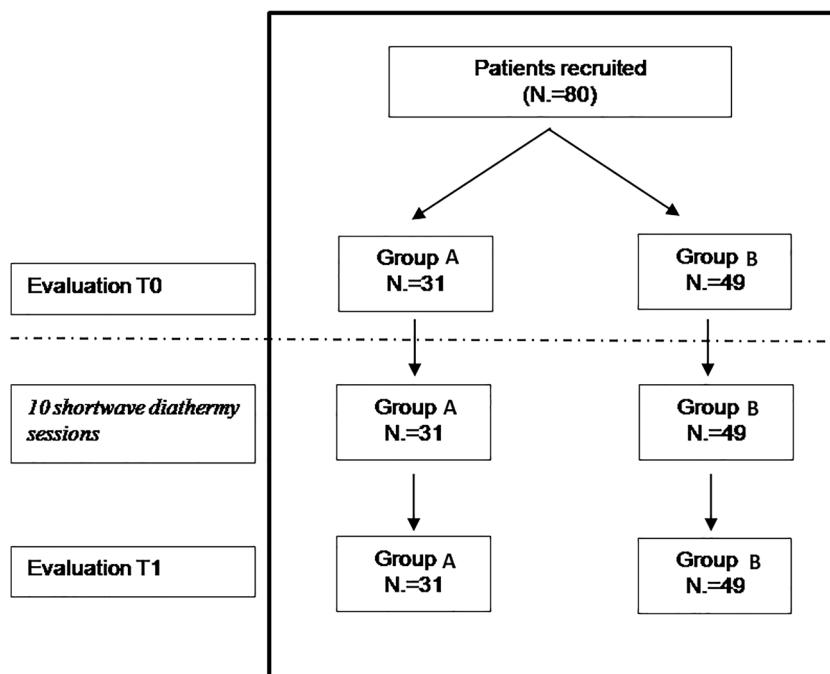 Patients recruited
(N.=80)
Evaluation T0
Group A
N.=31
Group B
N.=49
10 shortwave diathermy
sessions
Group A
N.=31
Group B
N.=49
Evaluation T1
Group A
N.=31
Group B
N.=49